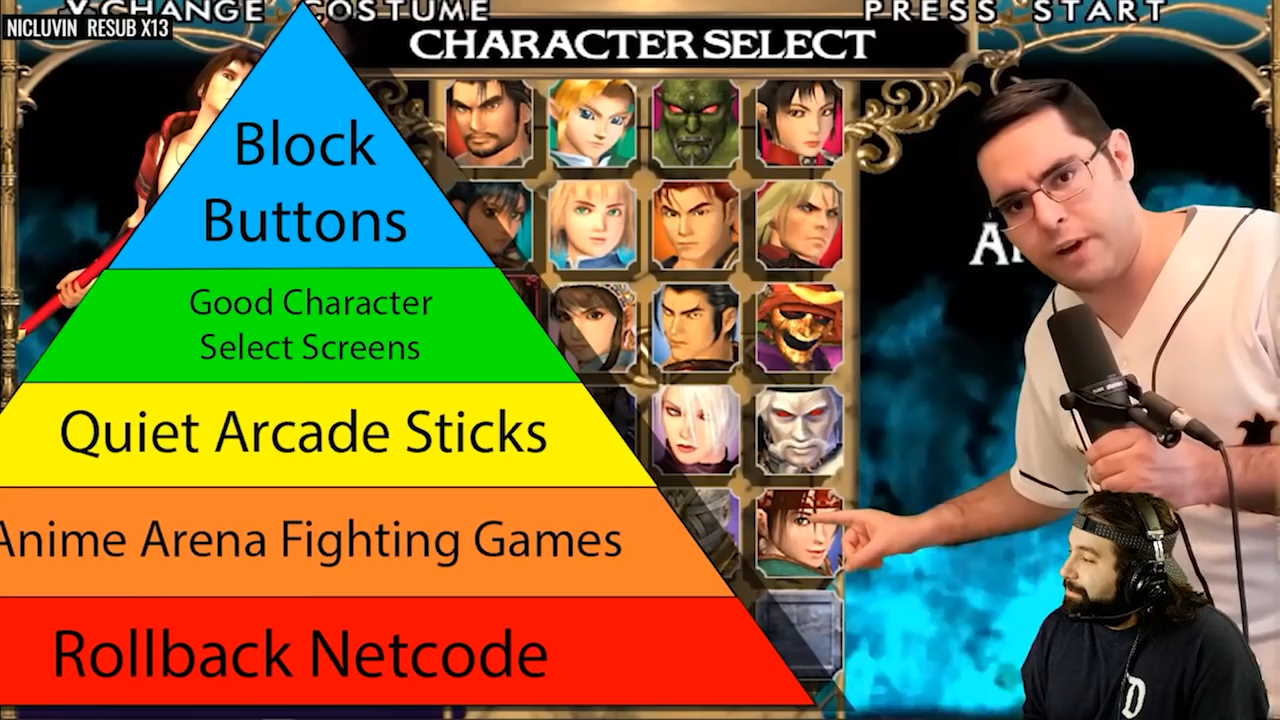 Y CHANGE COSTUME
PRESS START
NICLUVIN RESUB X13
CHARACTER SELECT
Block
Buttons
Good Character
Select Screens
Quiet Arcade Sticks
Anime Arena Fighting Games
Rollback Netcode
D